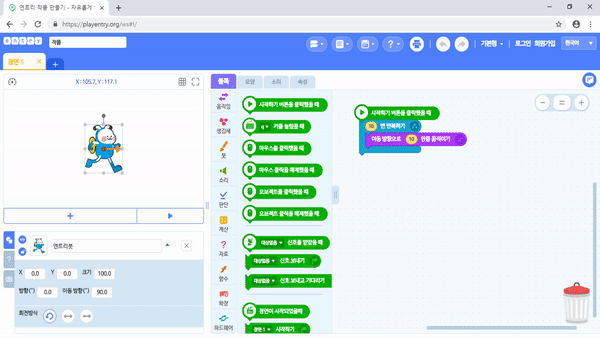 엔트리 작품 만들기 - 자유롭기
https://playentry.org/ws#!/
entry
작품
기본형
로그인
회원가입
한국어
장면 1
X : 105.7, Y : 117.1
블록
모양
소리
속성
움직임
생김새
붓
소리
판단
계산
자료
함수
확장
하드웨어
시작하기 버튼을 클릭했을 때
q 키를 눌렀을 때
마우스를 클릭했을 때
마우스 클릭을 해제했을 때
오브젝트를 클릭했을 때
오브젝트 클릭을 해제했을 때
대상없음 신호를 받았을 때
대상없음 신호 보내기
대상없음 신호 보내고 기다리기
장면이 시작되었을때
장면 1 시작하기
시작하기 버튼을 클릭했을 때
10 번 반복하기
이동 방향으로 10 만큼 움직이기
엔트리봇
X 0.0 Y 0.0 크기 100.0
방향(°) 0.0 이동 방향(°) 90.0
회전방식